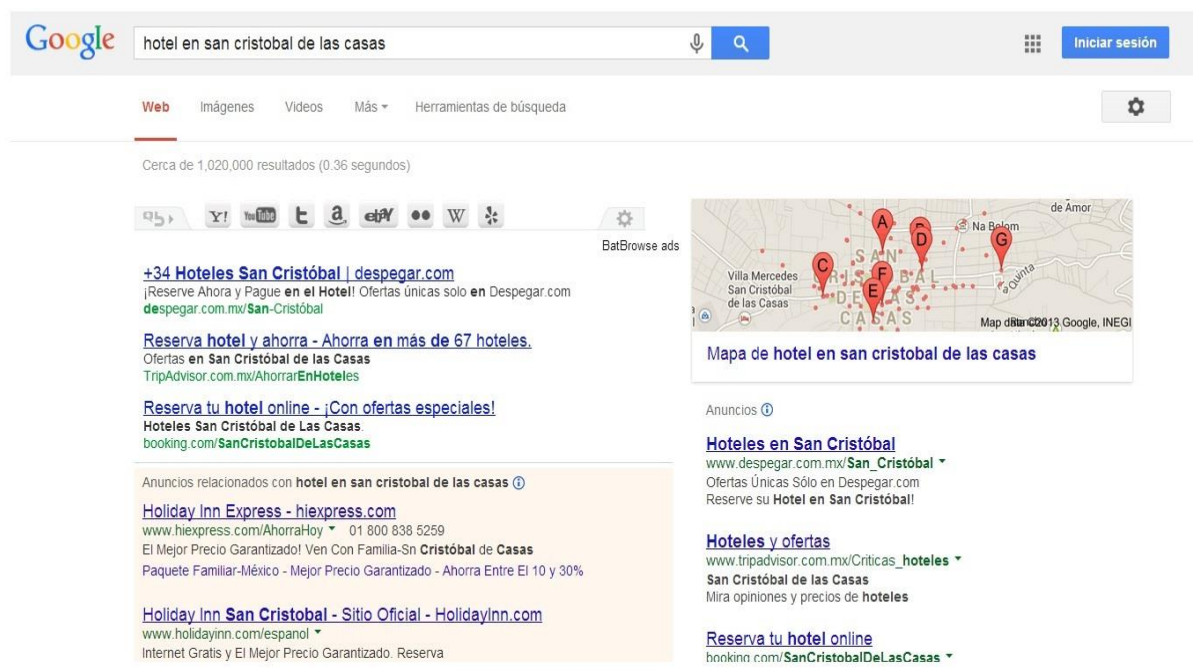 Google
hotel en san cristobal de las casas
Iniciar sesión
Web Imágenes Videos Más Herramientas de búsqueda
Cerca de 1,020,000 resultados (0.36 segundos)
Y! YouTube t a ebay W
BatBrowse ads
+34 Hoteles San Cristóbal | despegar.com
¡Reserve Ahora y Pague en el Hotel! Ofertas únicas solo en Despegar.com
despegar.com.mx/San-Cristóbal
Reserva hotel y ahorra - Ahorra en más de 67 hoteles.
Ofertas en San Cristóbal de las Casas
TripAdvisor.com.mx/AhorrarEnHoteles
Reserva tu hotel online - ¡Con ofertas especiales!
Hoteles San Cristóbal de Las Casas.
booking.com/SanCristobalDeLasCasas
Anuncios relacionados con hotel en san cristobal de las casas
Holiday Inn Express - hiexpress.com
www.hiexpress.com/AhorraHoy 01 800 838 5259
El Mejor Precio Garantizado! Ven Con Familia-Sn Cristóbal de Casas
Paquete Familiar-México - Mejor Precio Garantizado - Ahorra Entre El 10 y 30%
Holiday Inn San Cristobal - Sitio Oficial - HolidayInn.com
www.holidayinn.com/espanol
Internet Gratis y El Mejor Precio Garantizado. Reserva
de Amor
A
Na Bolom
D
G
SAN
C
F
Villa Mercedes
San Cristóbal
de las Casas
E
DE LAS
CASAS
2013 Google, INEGI
Mapa de hotel en san cristobal de las casas
Anuncios
Hoteles en San Cristóbal
www.despegar.com.mx/San_Cristóbal
Ofertas Únicas Sólo en Despegar.com
Reserve su Hotel en San Cristóbal!
Hoteles y ofertas
www.tripadvisor.com.mx/Criticas_hoteles
San Cristóbal de las Casas
Mira opiniones y precios de hoteles
Reserva tu hotel online
booking.com/SanCristobalDeLasCasas